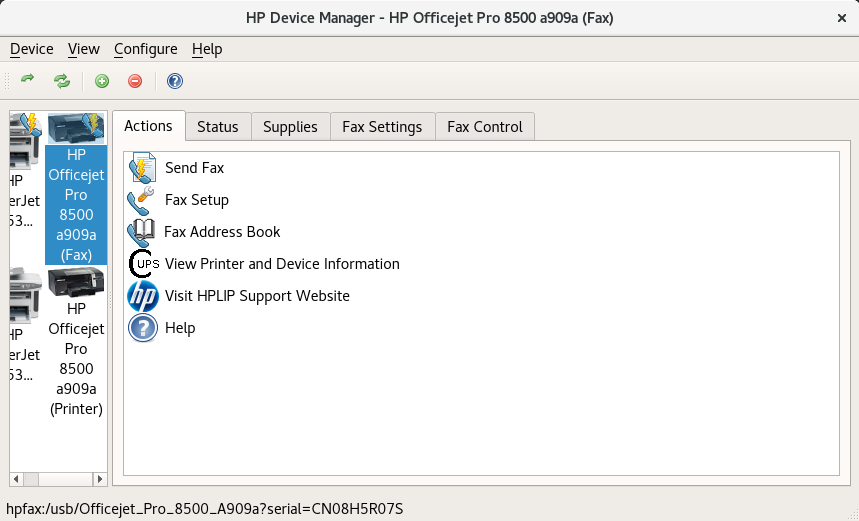 HP Device Manager - HP Officejet Pro 8500 a909a (Fax)
Device View Configure Help
Actions Status Supplies Fax Settings Fax Control
HP
Officejet
Pro
8500
a909a
(Fax)
HP
erJet
53...
HP
Officejet
Pro
8500
a909a
(Printer)
HP
erJet
53...
Send Fax
Fax Setup
Fax Address Book
CUPS View Printer and Device Information
hp Visit HPLIP Support Website
Help
hpfax:/usb/Officejet_Pro_8500_A909a?serial=CN08H5R07S